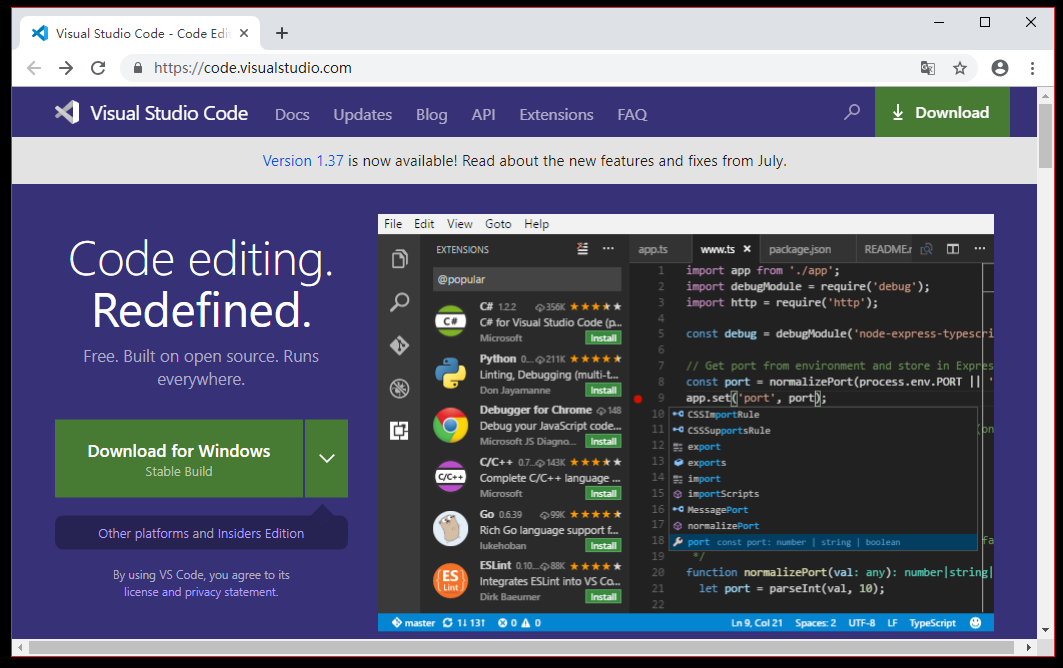 Visual Studio Code - Code Edit
https://code.visualstudio.com
Visual Studio Code Docs Updates Blog API Extensions FAQ Download
Version 1.37 is now available! Read about the new features and fixes from July.
Code editing.
Redefined.
Free. Built on open source. Runs
everywhere.
Download for Windows
Stable Build
Other platforms and Insiders Edition
By using VS Code, you agree to its
license and privacy statement.
File Edit View Goto Help
EXTENSIONS
@popular
C# 1.2.2 356K
C# for Visual Studio Code (p...
Microsoft Install
Python 0... 211K
Linting, Debugging (multi-t...
Don Jayamanne Install
Debugger for Chrome 148
Debug your JavaScript code...
Microsoft JS Diagno... Install
C/C++ 0.7... 143K
Complete C/C++ language ...
Microsoft Install
Go 0.6.39 99K
Rich Go language support f...
lukehoban Install
ESLint 0.10... 88K
Integrates ESLint into VS Co...
Dirk Baeumer Install
app.ts www.ts package.json README.
1 import app from './app';
2 import debugModule = require('debug');
3 import http = require('http');
4
5 const debug = debugModule('node-express-typescri
6
7 // Get port from environment and store in Expres
8 const port = normalizePort(process.env.PORT || '
9 app.set('port', port);
10 CSSImportRule
11 CSSSupportsRule (on
12 export
13 exports
14 import
15 importScripts
16 MessagePort
17 normalizePort
18 port const port: number | string | boolean fa
19 */
20 function normalizePort(val: any): number|string|
21 let port = parseInt(val, 10);
22
master 1↓ 13↑ 0 0 Ln 9, Col 21 Spaces: 2 UTF-8 LF TypeScript